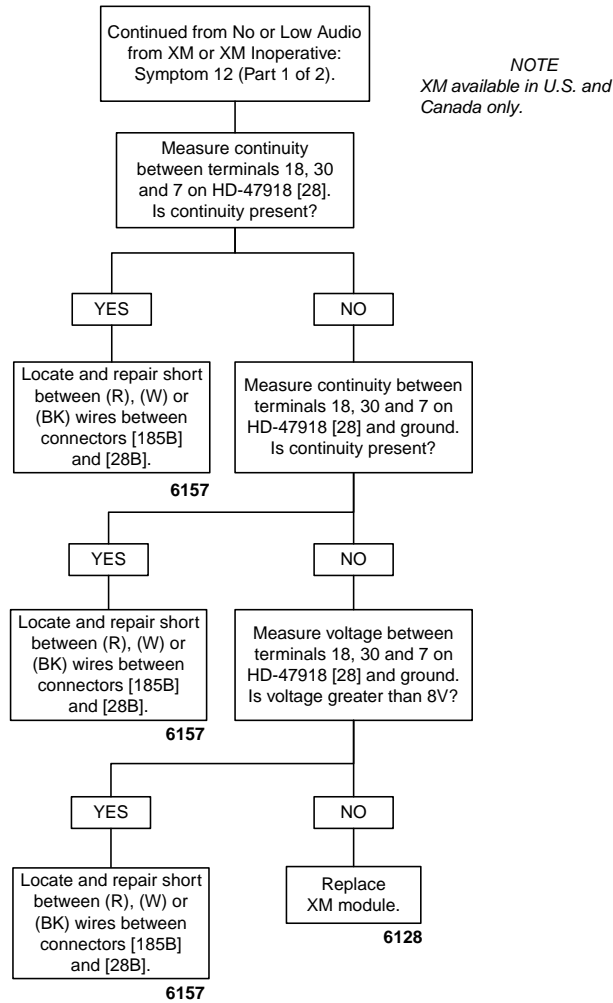 Continued from No or Low Audio
from XM or XM Inoperative:
Symptom 12 (Part 1 of 2).
NOTE
XM available in U.S. and
Canada only.
Measure continuity
between terminals 18, 30
and 7 on HD-47918 [28].
Is continuity present?
YES
NO
Locate and repair short
between (R), (W) or
(BK) wires between
connectors [185B]
and [28B].
6157
Measure continuity between
terminals 18, 30 and 7 on
HD-47918 [28] and ground.
Is continuity present?
YES
NO
Locate and repair short
between (R), (W) or
(BK) wires between
connectors [185B]
and [28B].
6157
Measure voltage between
terminals 18, 30 and 7 on
HD-47918 [28] and ground.
Is voltage greater than 8V?
YES
NO
Locate and repair short
between (R), (W) or
(BK) wires between
connectors [185B]
and [28B].
6157
Replace
XM module.
6128